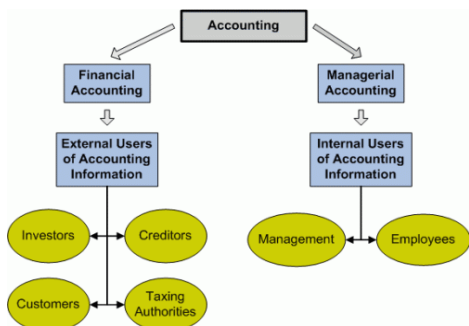 Accounting
Financial
Accounting
Managerial
Accounting
External Users
of Accounting
Information
Internal Users
of Accounting
Information
Investors
Creditors
Management
Employees
Customers
Taxing
Authorities